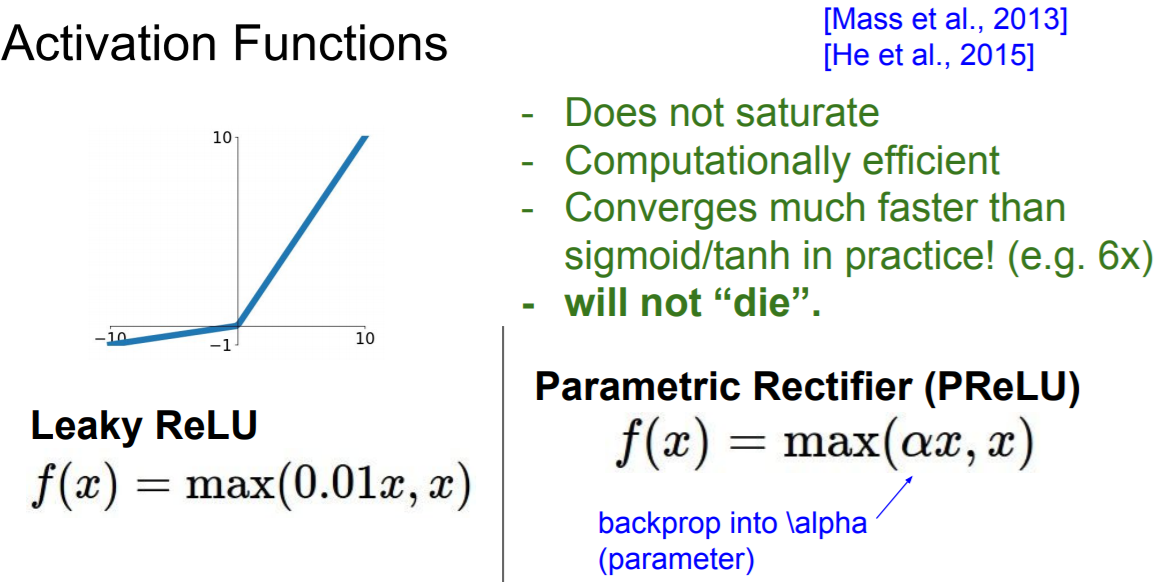 Activation Functions
[Mass et al., 2013]
[He et al., 2015]
10
−10
−1
10
- Does not saturate
- Computationally efficient
- Converges much faster than
sigmoid/tanh in practice! (e.g. 6x)
- will not “die”.
Leaky ReLU
f(x) = max(0.01x, x)
Parametric Rectifier (PReLU)
f(x) = max(αx, x)
backprop into \alpha
(parameter)